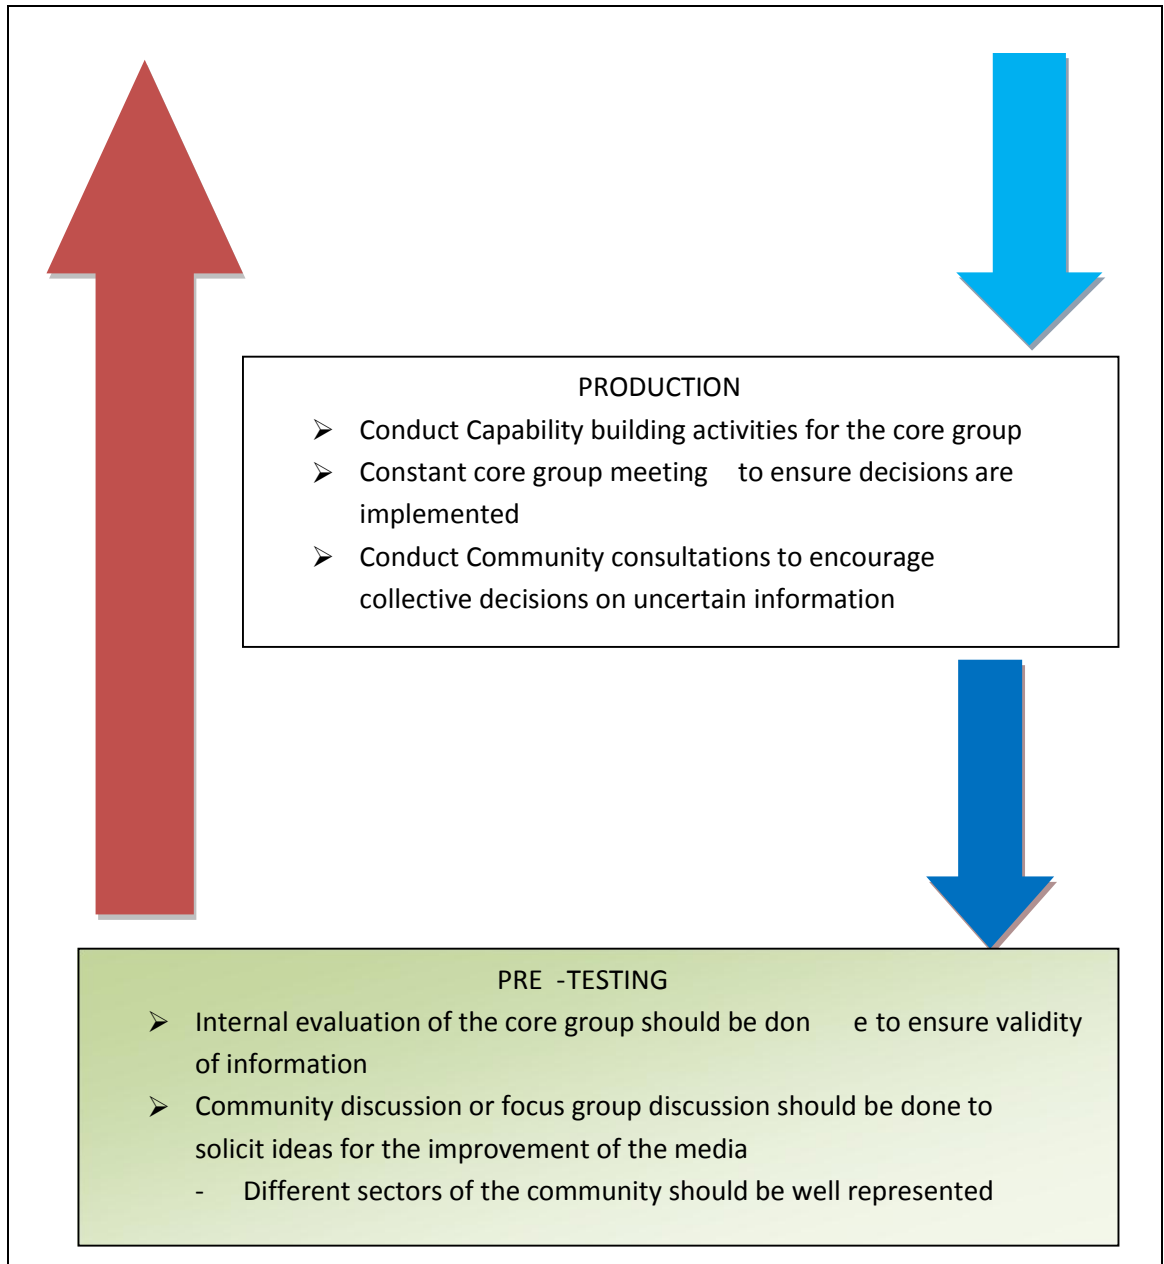 PRODUCTION
➢ Conduct Capability building activities for the core group
➢ Constant core group meeting to ensure decisions are
implemented
➢ Conduct Community consultations to encourage
collective decisions on uncertain information
PRE -TESTING
➢ Internal evaluation of the core group should be don e to ensure validity
of information
➢ Community discussion or focus group discussion should be done to
solicit ideas for the improvement of the media
- Different sectors of the community should be well represented